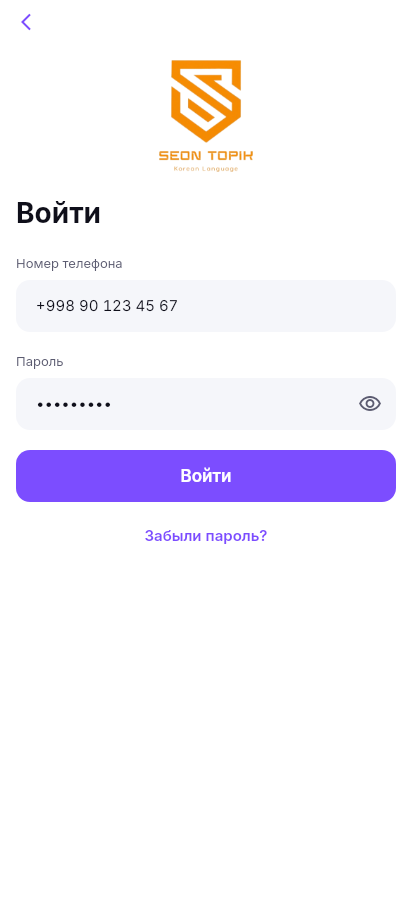 SEON TOPIK
Korean Language
Войти
Номер телефона
+998 90 123 45 67
Пароль
•••••••••
Войти
Забыли пароль?